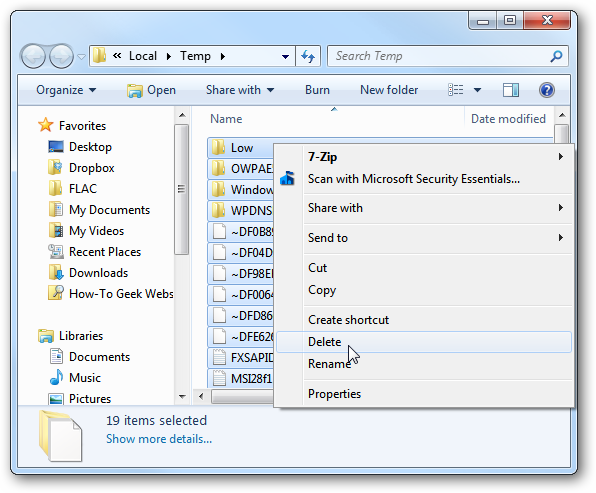 « Local Temp
Search Temp
Organize Open Share with Burn New folder
Name Date modified
Favorites
Desktop
Dropbox
FLAC
My Documents
My Videos
Recent Places
Downloads
How-To Geek Webs
Libraries
Documents
Music
Pictures
Low
OWPAE
Window
WPDNS
~DF0B89
~DF04D
~DF98E
~DF0064
~DFD86
~DFE626
FXSAPID
MSI28f1
7-Zip
Scan with Microsoft Security Essentials...
Share with
Send to
Cut
Copy
Create shortcut
Delete
Rename
Properties
19 items selected
Show more details...